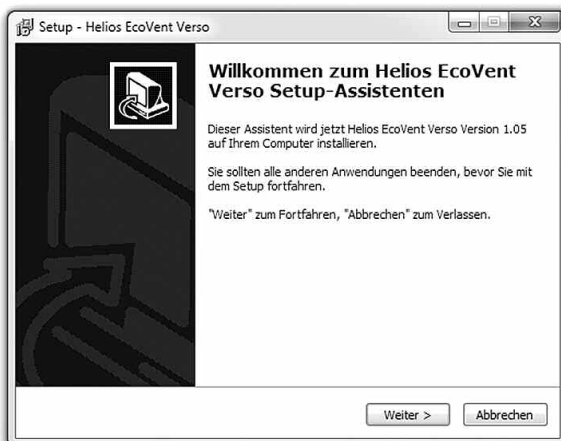 Setup - Helios EcoVent Verso
Willkommen zum Helios EcoVent
Verso Setup-Assistenten
Dieser Assistent wird jetzt Helios EcoVent Verso Version 1.05
auf Ihrem Computer installieren.
Sie sollten alle anderen Anwendungen beenden, bevor Sie mit
dem Setup fortfahren.
"Weiter" zum Fortfahren, "Abbrechen" zum Verlassen.
Weiter >
Abbrechen